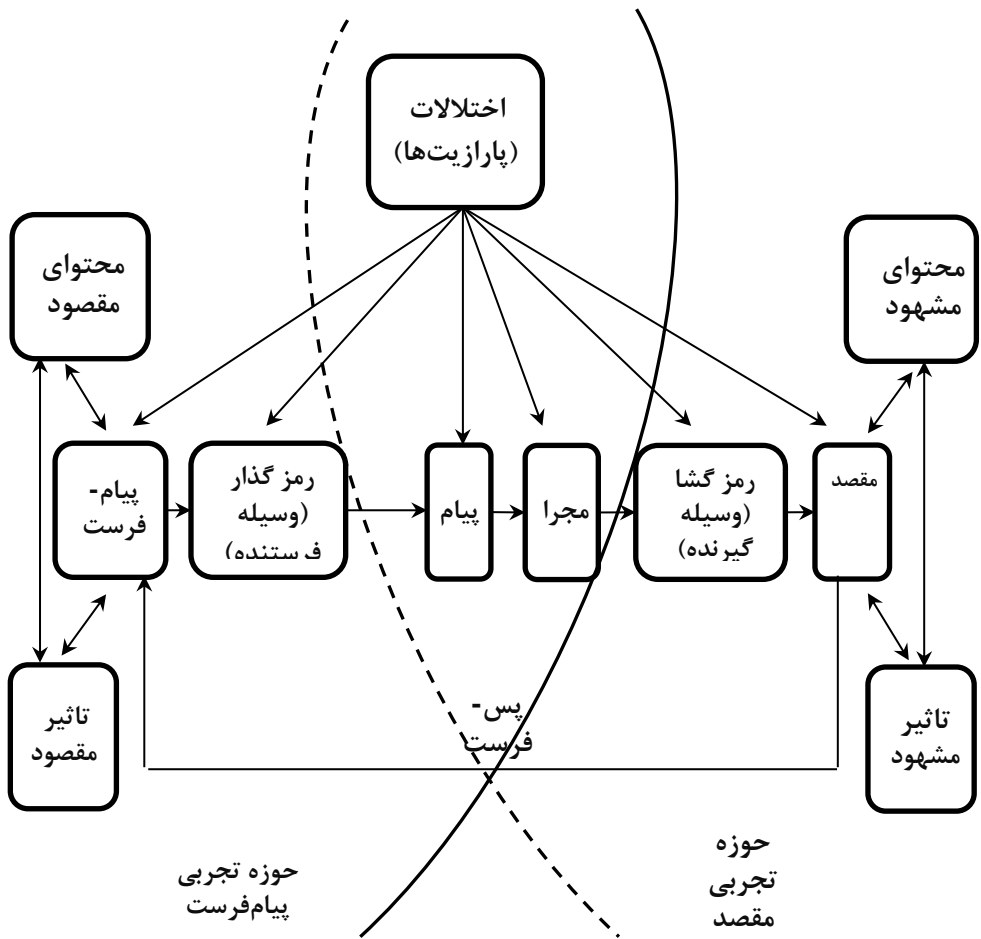 اختلالات
(پارازیت‌ها)
محتوای
مشهود
محتوای
مقصود
مقصد
رمز گشا
(وسیله
گیرنده)
مجرا
پیام
رمز گذار
(وسیله
فرستنده)
پیام-
فرست
تاثیر
مشهود
تاثیر
مقصود
پس-
فرست
حوزه
تجربی
مقصد
حوزه تجربی
پیام‌فرست